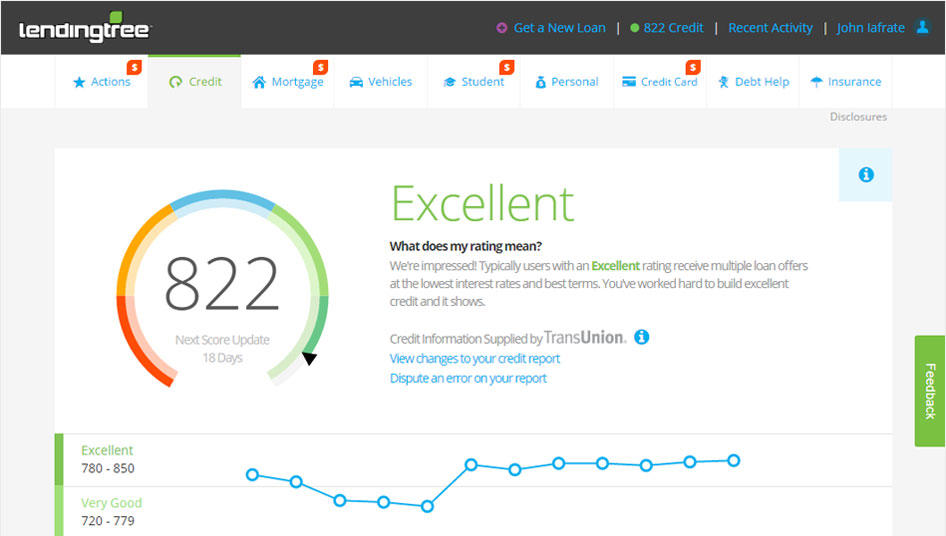 lendingtree
Get a New Loan | 822 Credit | Recent Activity | John Iafrate
$ $ $ $
Actions Credit Mortgage Vehicles Student Personal Credit Card Debt Help Insurance
Disclosures
822
Next Score Update
18 Days
Excellent
What does my rating mean?
We're impressed! Typically users with an Excellent rating receive multiple loan offers
at the lowest interest rates and best terms. You've worked hard to build excellent
credit and it shows.
Credit Information Supplied by TransUnion.
View changes to your credit report
Dispute an error on your report
Feedback
Excellent
780 - 850
Very Good
720 - 779